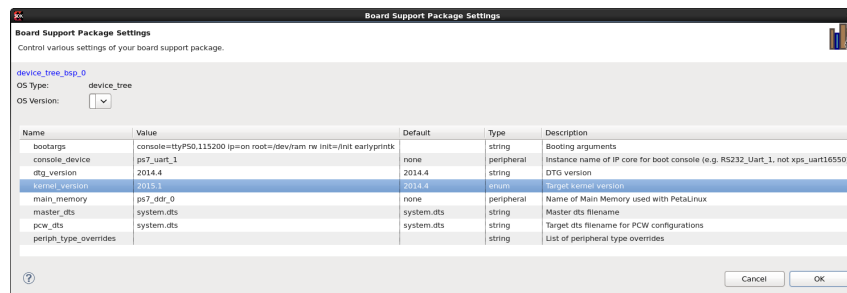 Board Support Package Settings
Board Support Package Settings
Control various settings of your board support package.
device_tree_bsp_0
OS Type: device_tree
OS Version:
Name Value Default Type Description
bootargs console=ttyPS0,115200 ip=on root=/dev/ram rw init=/init earlyprintk string Booting arguments
console_device ps7_uart_1 none peripheral Instance name of IP core for boot console (e.g. RS232_Uart_1, not xps_uart16550
dtg_version 2014.4 2014.4 string DTG version
kernel_version 2015.1 2014.4 enum Target kernel version
main_memory ps7_ddr_0 none peripheral Name of Main Memory used with PetaLinux
master_dts system.dts system.dts string Master dts filename
pcw_dts system.dts system.dts string Target dts filename for PCW configurations
periph_type_overrides string List of peripheral type overrides
Cancel OK